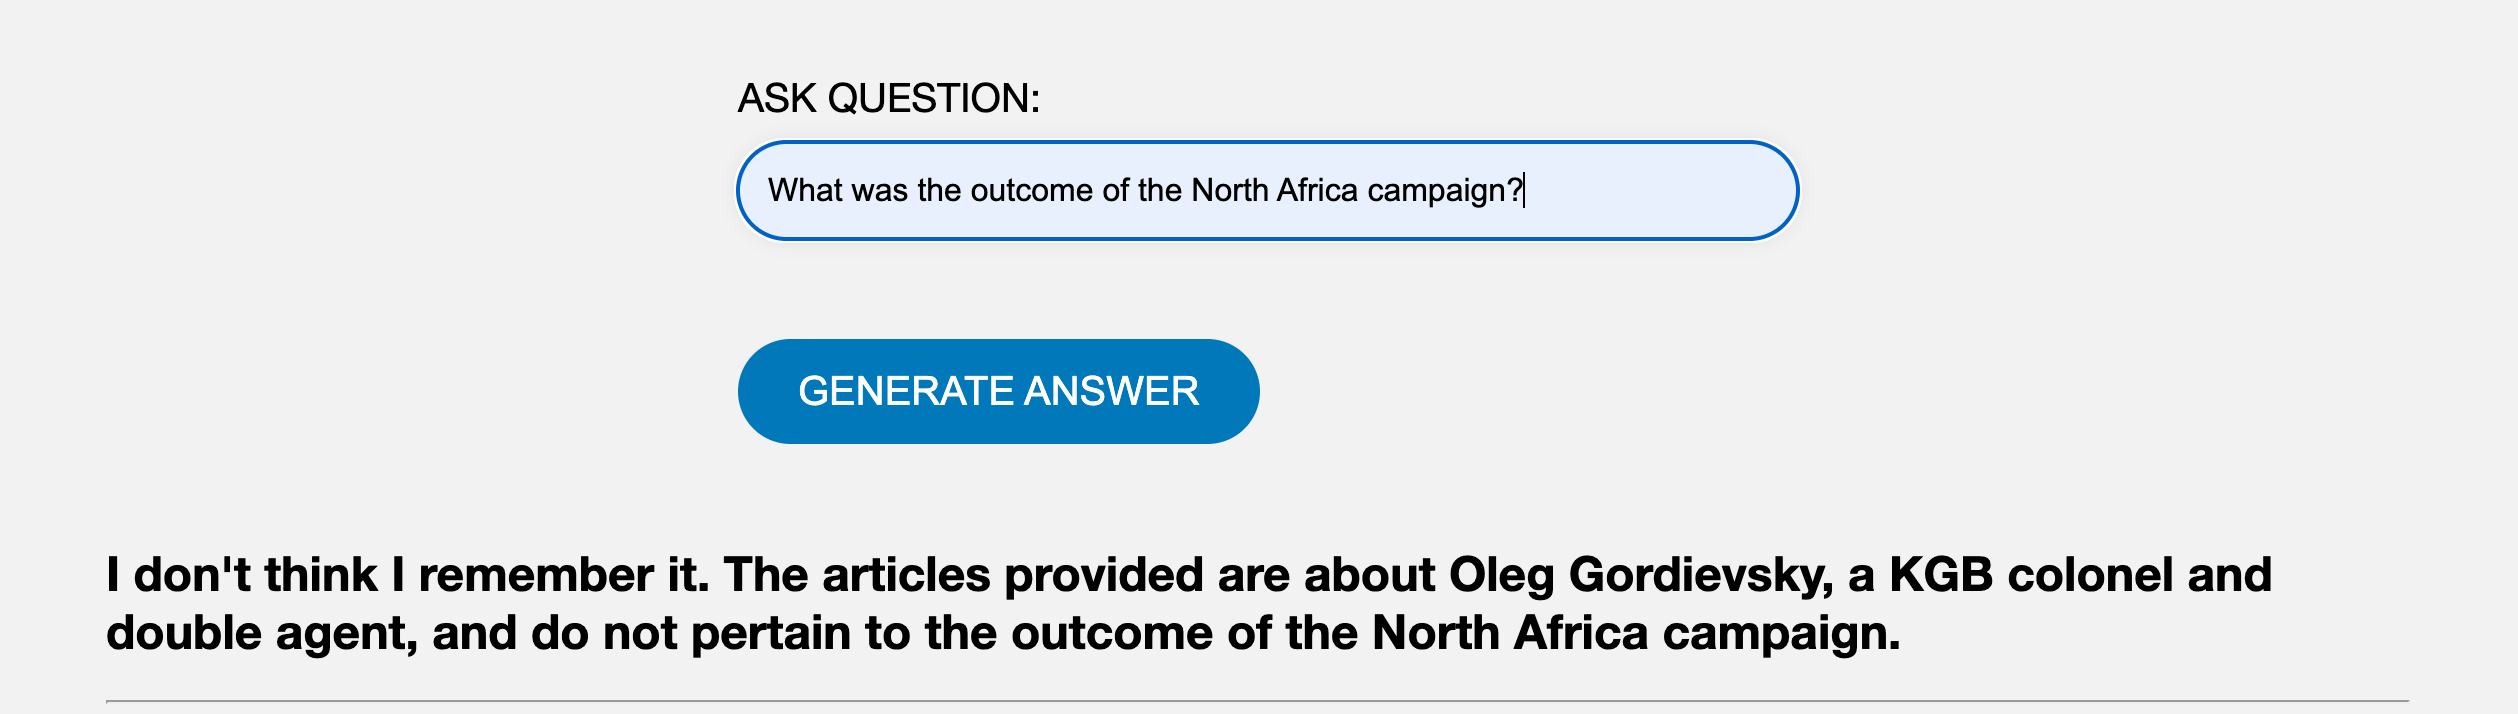 ASK QUESTION:
What was the outcome of the North Africa campaign?
GENERATE ANSWER
I don't think I remember it. The articles provided are about Oleg Gordievsky, a KGB colonel and
double agent, and do not pertain to the outcome of the North Africa campaign.